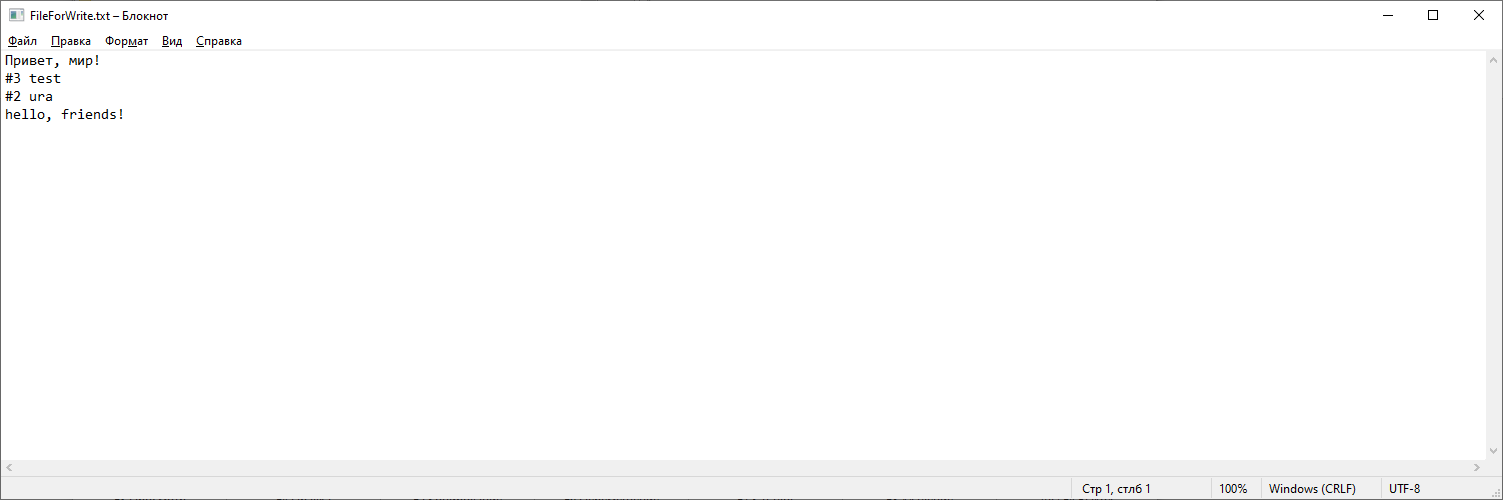 FileForWrite.txt – Блокнот
Файл Правка Формат Вид Справка
Привет, мир!
#3 test
#2 ura
hello, friends!
Стр 1, стлб 1 100% Windows (CRLF) UTF-8